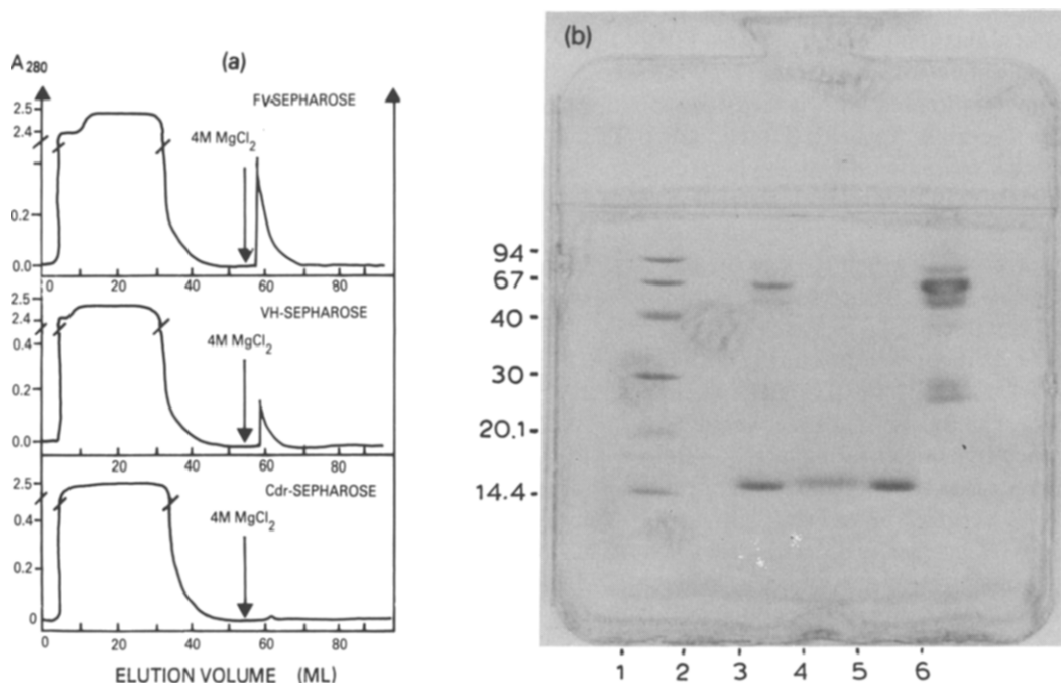 (a)
A280
FV-SEPHAROSE
2.5
2.4
4M MgCl2
0.2
0.0
0 20 40 60 80
VH-SEPHAROSE
2.5
2.4
4M MgCl2
0.4
0.2
0.0
20 40 60 80
Cdr-SEPHAROSE
2.5
4M MgCl2
0.4
0.2
0
0 20 40 60 80
ELUTION VOLUME (ML)
(b)
94
67
40
30
20.1
14.4
1 2 3 4 5 6